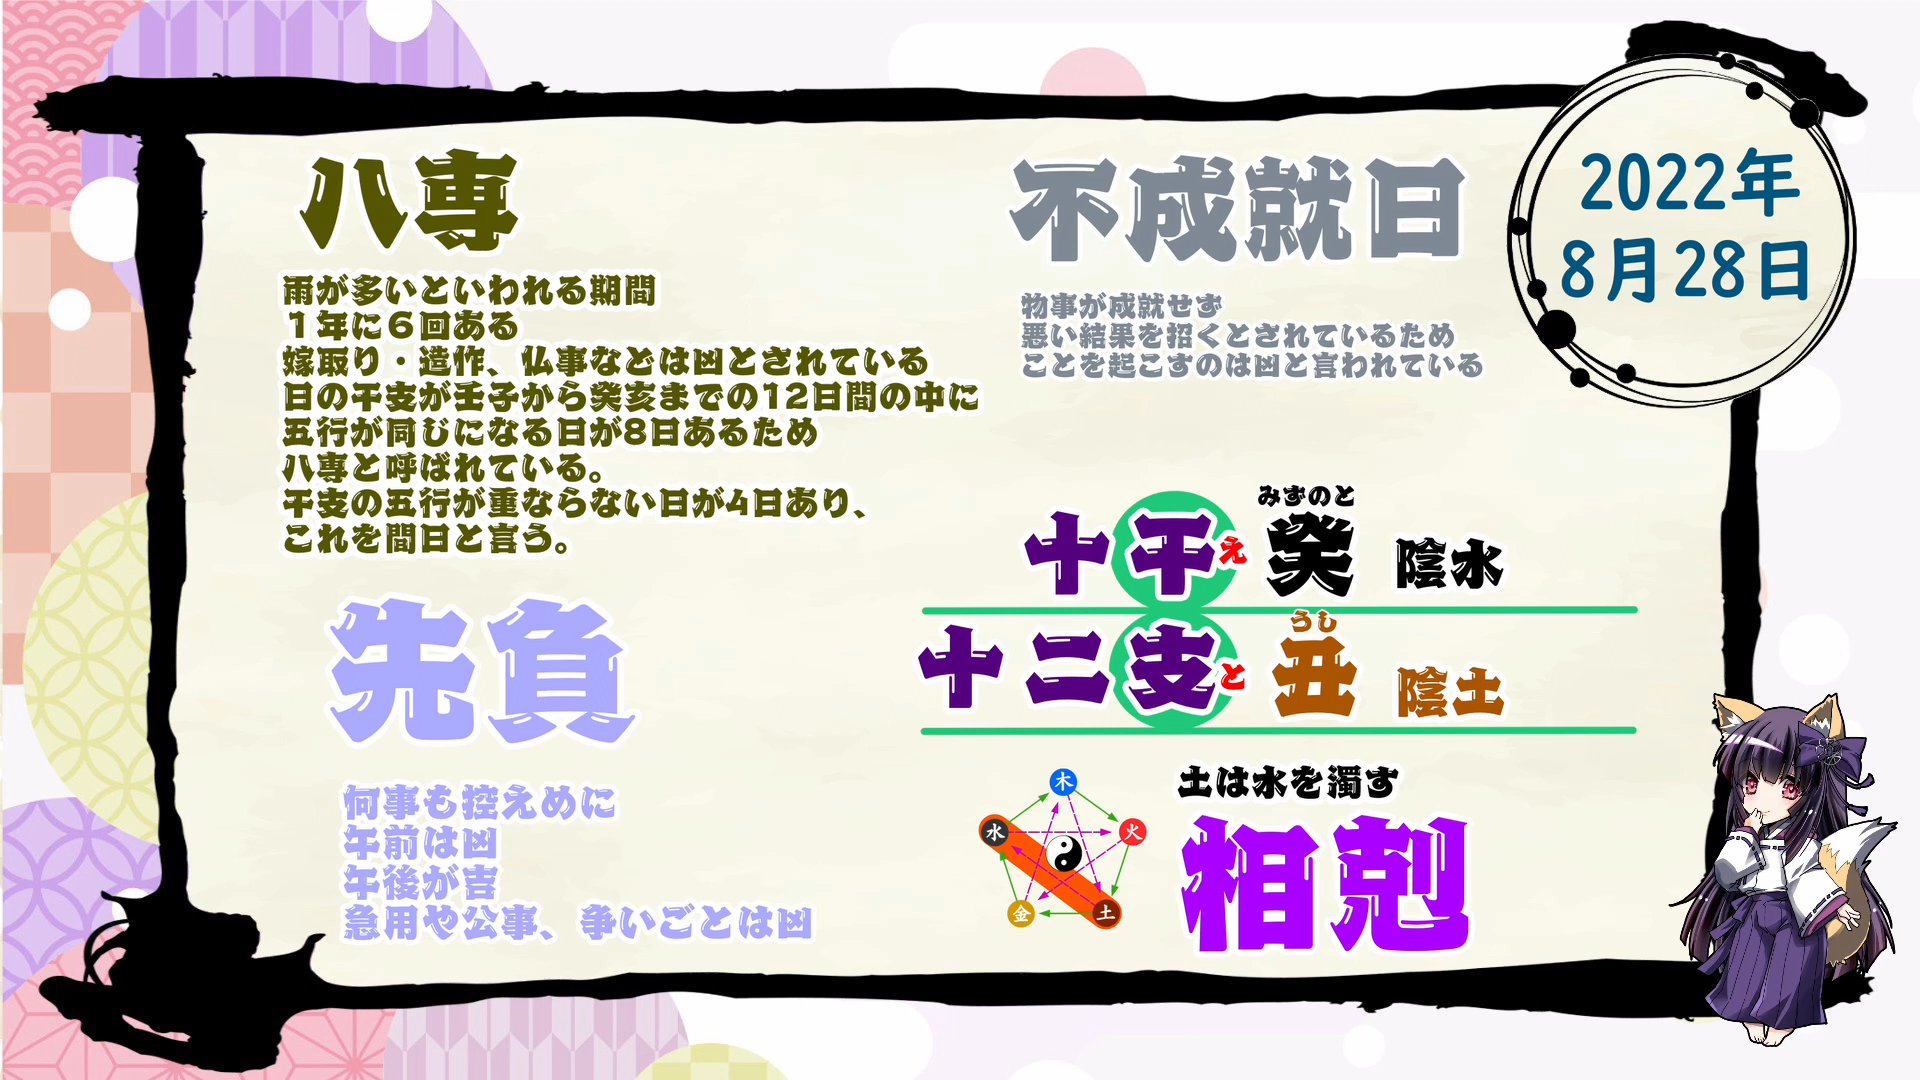 八専
雨が多いといわれる期間
１年に６回ある
嫁取り・造作、仏事などは凶とされている
日の干支が壬子から癸亥までの12日間の中に
五行が同じになる日が8日あるため
八専と呼ばれている。
干支の五行が重ならない日が4日あり、
これを間日と言う。
先負
何事も控えめに
午前は凶
午後が吉
急用や公事、争いごとは凶
不成就日
物事が成就せず
悪い結果を招くとされているため
ことを起こすのは凶と言われている
2022年
8月28日
みずのと
十干え 癸 陰水
うし
十二支と 丑 陰土
土は水を濁す
相剋
木
水
火
金
土